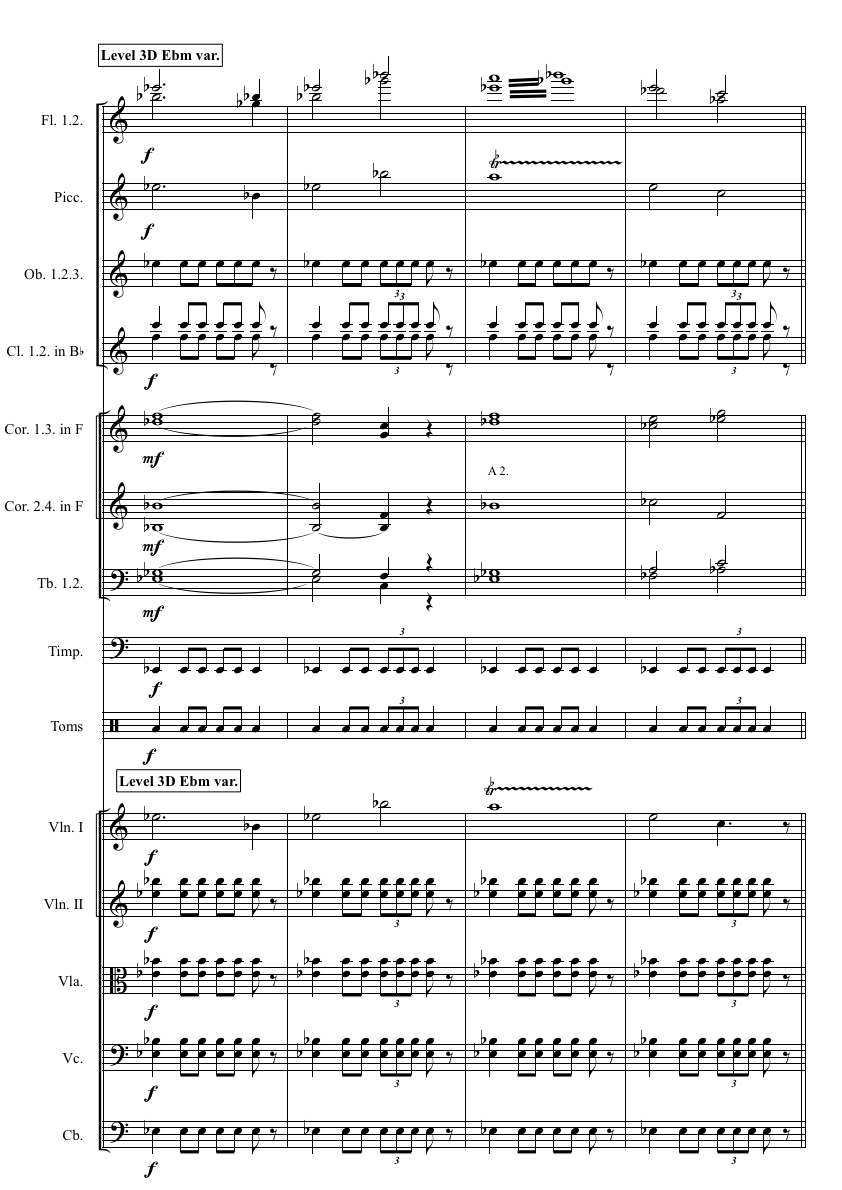 Level 3D Ebm var.
Fl. 1.2.
f
Picc.
f
Ob. 1.2.3.
3 3
Cl. 1.2. in B♭
f
3
3
Cor. 1.3. in F
mf
A 2.
Cor. 2.4. in F
mf
Tb. 1.2.
mf
Timp.
3
3
f
Toms
3
3
f
Level 3D Ebm var.
tr
Vln. I
f
Vln. II
f
3
3
Vla.
f
3
3
Vc.
f
3
3
Cb.
f
3
3